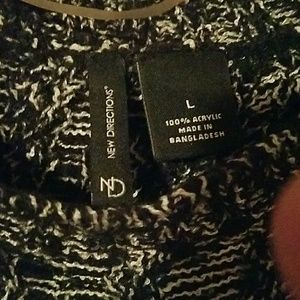 NEW DIRECTIONS®
ND
L
100% ACRYLIC
MADE IN
BANGLADESH